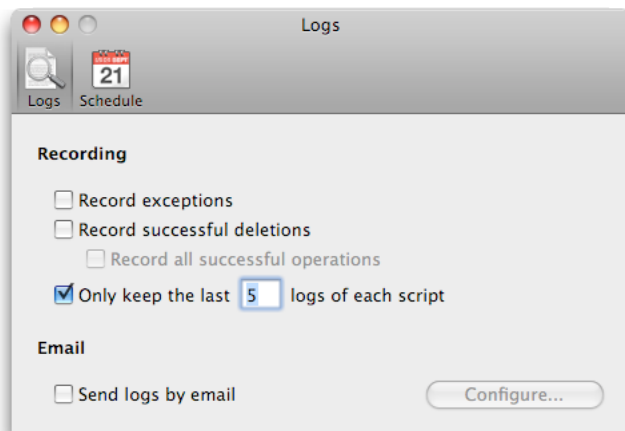 Logs
21
Logs Schedule
Recording
Record exceptions
Record successful deletions
Record all successful operations
Only keep the last 5 logs of each script
Email
Send logs by email Configure...